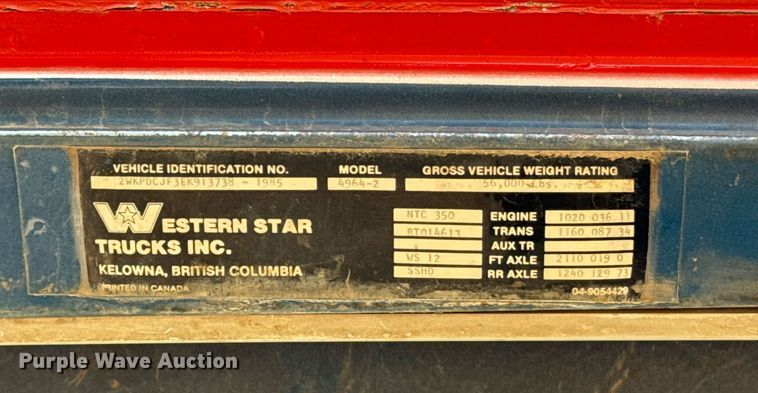 VEHICLE IDENTIFICATION NO. MODEL GROSS VEHICLE WEIGHT RATING
2WKPDCJF3EK913738 - 1985 4964-2 56,000 Lbs.
WESTERN STAR
TRUCKS INC.
KELOWNA, BRITISH COLUMBIA
PRINTED IN CANADA
NTC 350 ENGINE 1020 036 11
RTO14613 TRANS 1160 087 34
AUX TR
WS 12 FT AXLE 2110 019 0
SSHD RR AXLE 1240 129 73
04-9054429
Purple Wave Auction